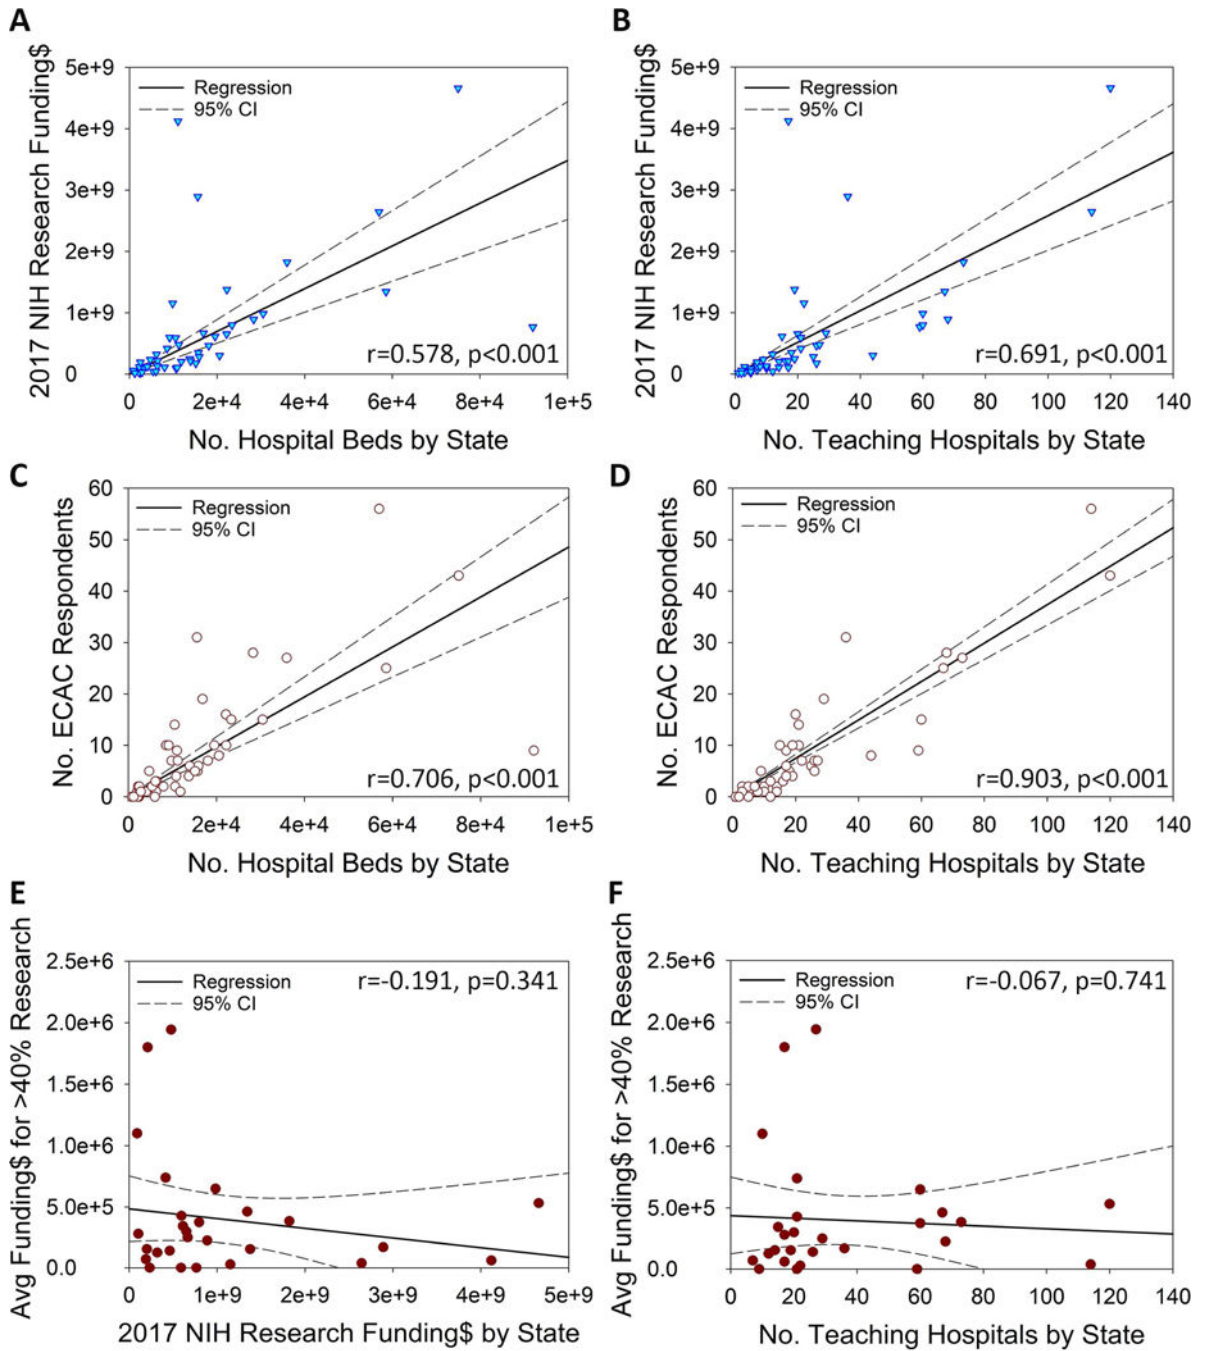 A
2017 NIH Research Funding$
5e+9
4e+9
3e+9
2e+9
1e+9
0
Regression
95% CI
r=0.578, p<0.001
0 2e+4 4e+4 6e+4 8e+4 1e+5
No. Hospital Beds by State
B
2017 NIH Research Funding$
5e+9
4e+9
3e+9
2e+9
1e+9
0
Regression
95% CI
r=0.691, p<0.001
0 20 40 60 80 100 120 140
No. Teaching Hospitals by State
C
No. ECAC Respondents
60
50
40
30
20
10
0
Regression
95% CI
r=0.706, p<0.001
0 2e+4 4e+4 6e+4 8e+4 1e+5
No. Hospital Beds by State
D
No. ECAC Respondents
60
50
40
30
20
10
0
Regression
95% CI
r=0.903, p<0.001
0 20 40 60 80 100 120 140
No. Teaching Hospitals by State
E
Avg Funding$ for >40% Research
2.5e+6
2.0e+6
1.5e+6
1.0e+6
5.0e+5
0.0
Regression
95% CI
r=-0.191, p=0.341
0 1e+9 2e+9 3e+9 4e+9 5e+9
2017 NIH Research Funding$ by State
F
Avg Funding$ for >40% Research
2.5e+6
2.0e+6
1.5e+6
1.0e+6
5.0e+5
0.0
Regression
95% CI
r=-0.067, p=0.741
0 20 40 60 80 100 120 140
No. Teaching Hospitals by State